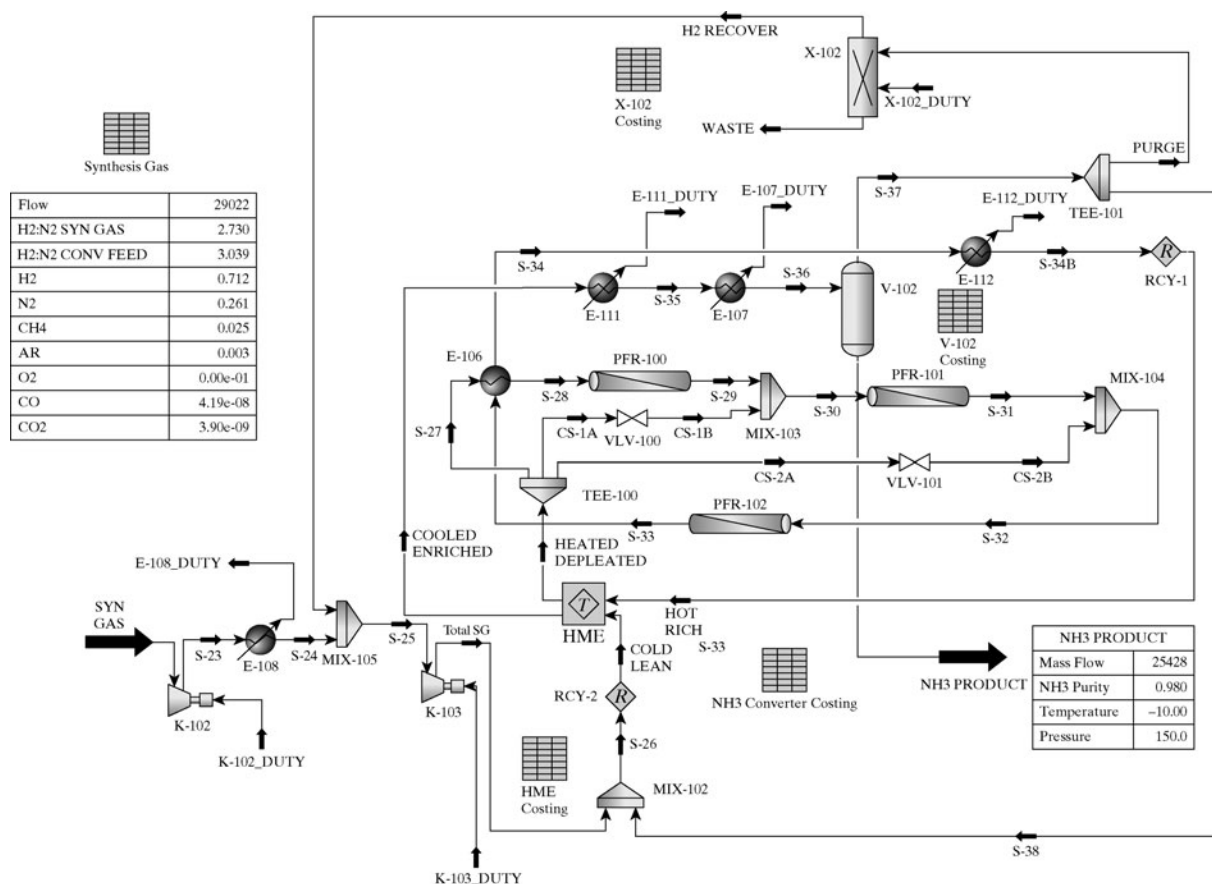 H2 RECOVER
X-102
X-102
Costing
X-102_DUTY
WASTE
Synthesis Gas
PURGE
S-37
TEE-101
Flow 29022
H2:N2 SYN GAS 2.730
H2:N2 CONV FEED 3.039
H2 0.712
N2 0.261
CH4 0.025
AR 0.003
O2 0.00e-01
CO 4.19e-08
CO2 3.90e-09
E-111_DUTY
E-107_DUTY
E-112_DUTY
S-34
S-34B
E-112
RCY-1
S-35
S-36
E-111
E-107
V-102
V-102
Costing
E-106
PFR-100
PFR-101
MIX-104
S-28
S-29
S-30
S-31
MIX-103
S-27
CS-1A
CS-1B
VLV-100
CS-2A
CS-2B
VLV-101
TEE-100
PFR-102
S-33
S-32
COOLED
ENRICHED
HEATED
DEPLEATED
E-108_DUTY
SYN
GAS
S-23
S-24
E-108
MIX-105
S-25
Total SG
T
HME
HOT
RICH
S-33
COLD
LEAN
K-102
K-102_DUTY
K-103
RCY-2
R
R
NH3 Converter Costing
NH3 PRODUCT
NH3 PRODUCT
Mass Flow 25428
NH3 Purity 0.980
Temperature –10.00
Pressure 150.0
S-26
HME
Costing
MIX-102
S-38
K-103_DUTY